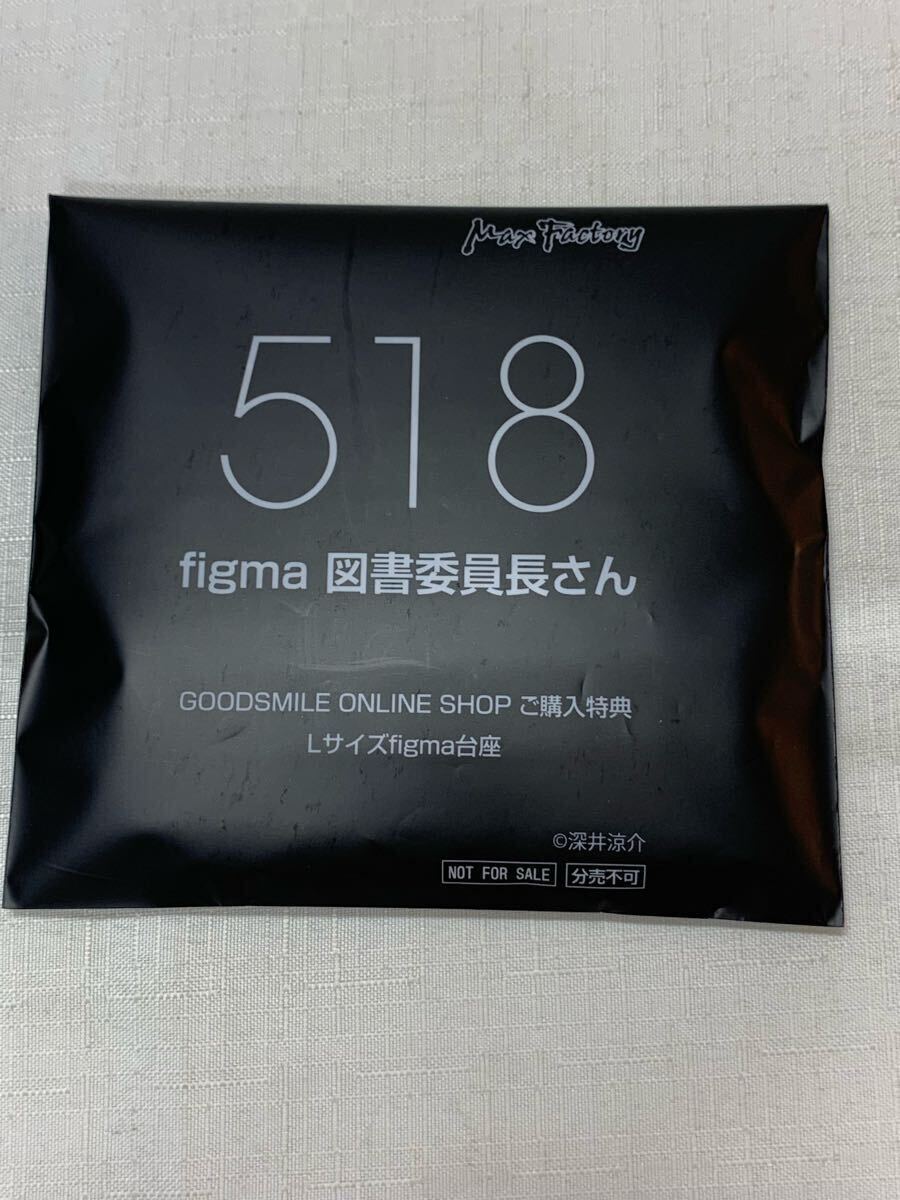 Max Factory
518
figma 図書委員長さん
GOODSMILE ONLINE SHOP ご購入特典
Lサイズfigma台座
©深井涼介
NOT FOR SALE 分売不可